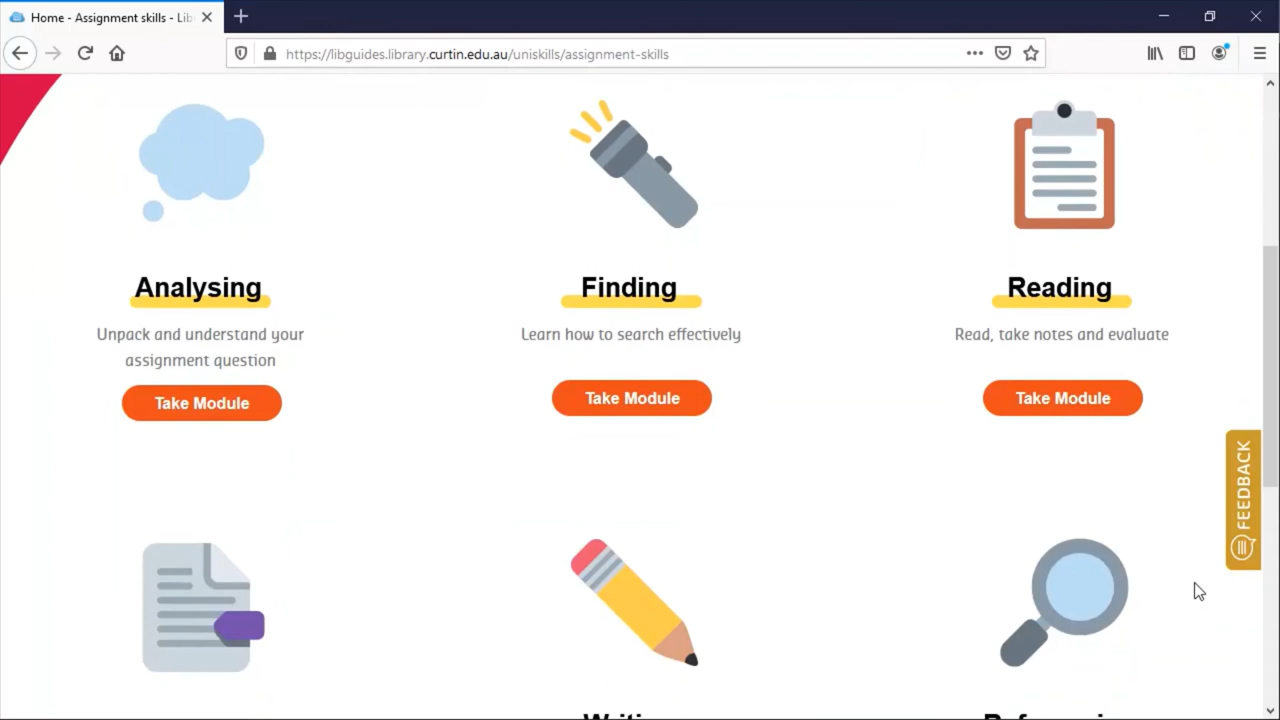 Home - Assignment skills - Lib
https://libguides.library.curtin.edu.au/uniskills/assignment-skills
Analysing
Finding
Reading
Unpack and understand your
assignment question
Learn how to search effectively
Read, take notes and evaluate
Take Module
Take Module
Take Module
FEEDBACK